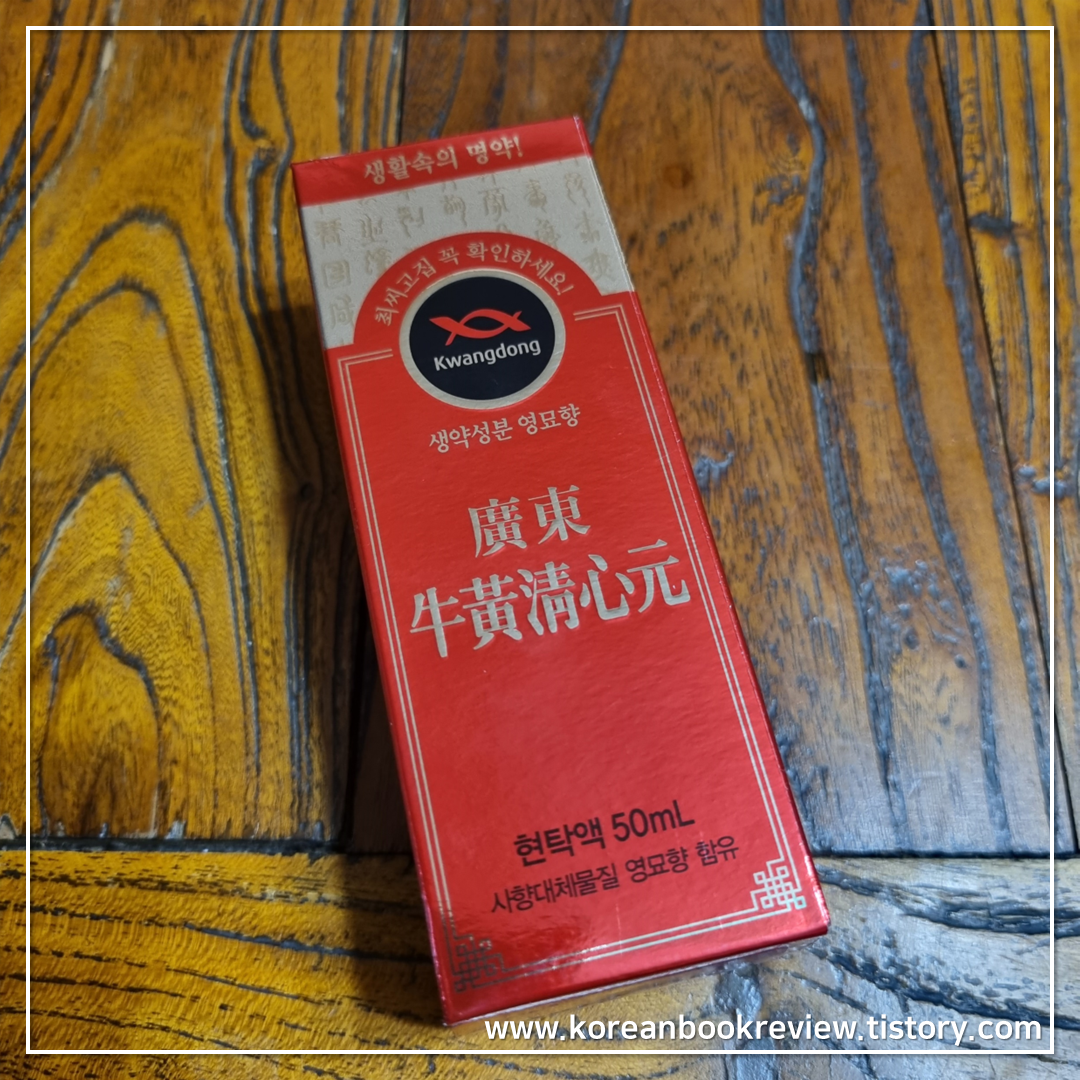 생활속의 명약!
최씨고집 꼭 확인하세요!
Kwangdong
생약성분 영묘향
廣東
牛黃淸心元
현탁액 50mL
사향대체물질 영묘향 함유
www.koreanbookreview.tistory.com